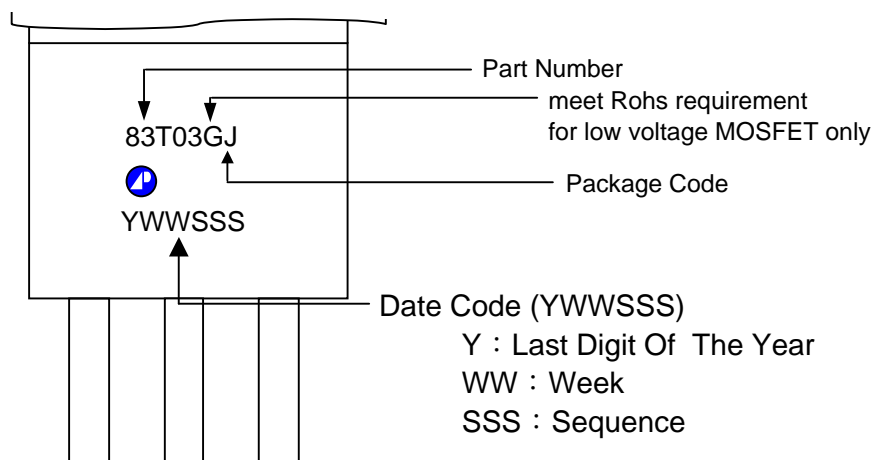 Part Number
meet Rohs requirement
for low voltage MOSFET only
83T03GJ
Package Code
YWWSSS
Date Code (YWWSSS)
Y：Last Digit Of The Year
WW：Week
SSS：Sequence